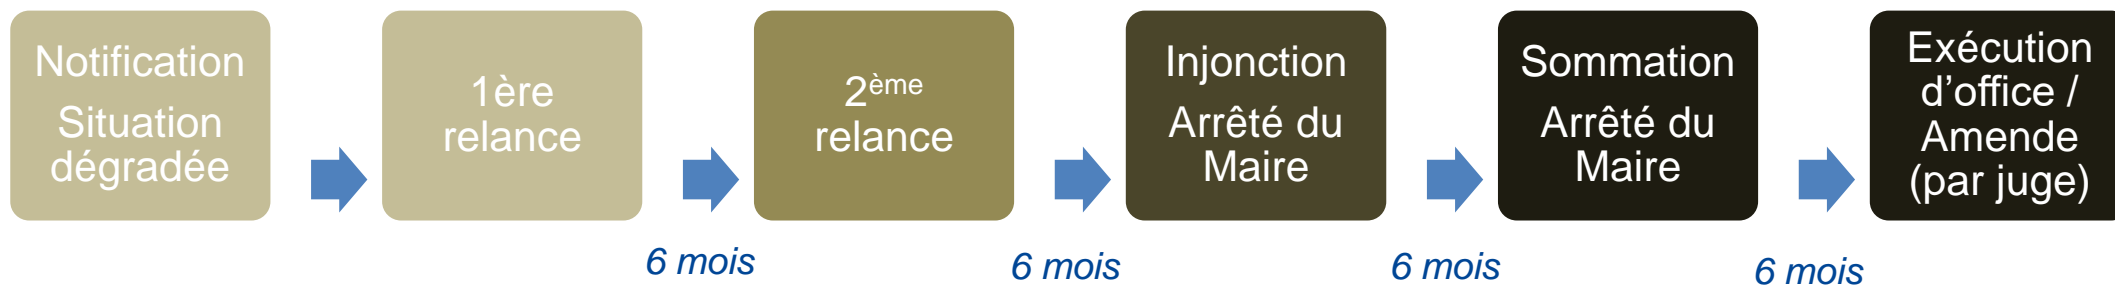 Notification
Situation
dégradée
1ère
relance
2ème
relance
Injonction
Arrêté du
Maire
Sommation
Arrêté du
Maire
Exécution
d’office /
Amende
(par juge)
6 mois
6 mois
6 mois
6 mois